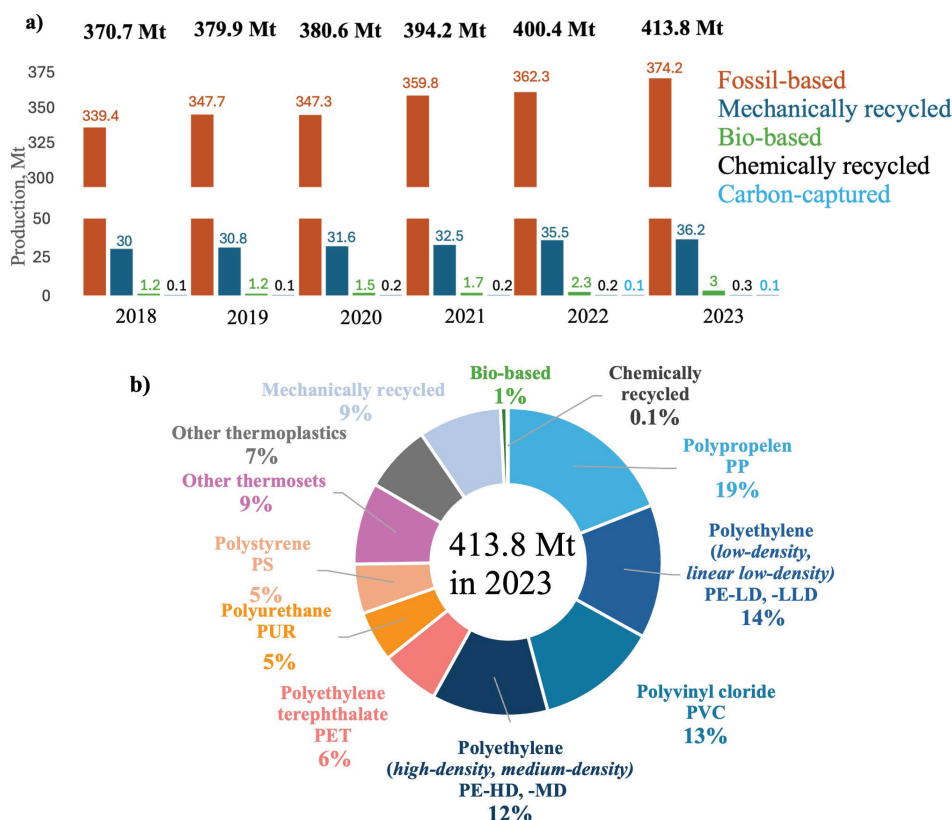 a)
370.7 Mt 379.9 Mt 380.6 Mt 394.2 Mt 400.4 Mt 413.8 Mt
Production, Mt
375
350
325
300
50
25
0
339.4
30
1.2
0.1
347.7
30.8
1.2
0.1
347.3
31.6
1.5
0.2
359.8
32.5
1.7
0.2
362.3
35.5
2.3
0.2
0.1
374.2
36.2
3
0.3
0.1
2018 2019 2020 2021 2022 2023
Fossil-based
Mechanically recycled
Bio-based
Chemically recycled
Carbon-captured
b)
Bio-based
1%
Chemically
recycled
0.1%
Polypropelen
PP
19%
Polyethylene
(low-density,
linear low-density)
PE-LD, -LLD
14%
Polyvinyl cloride
PVC
13%
Polyethylene
(high-density, medium-density)
PE-HD, -MD
12%
Polyethylene
terephthalate
PET
6%
Polyurethane
PUR
5%
Polystyrene
PS
5%
Other thermosets
9%
Other thermoplastics
7%
Mechanically recycled
9%
413.8 Mt
in 2023